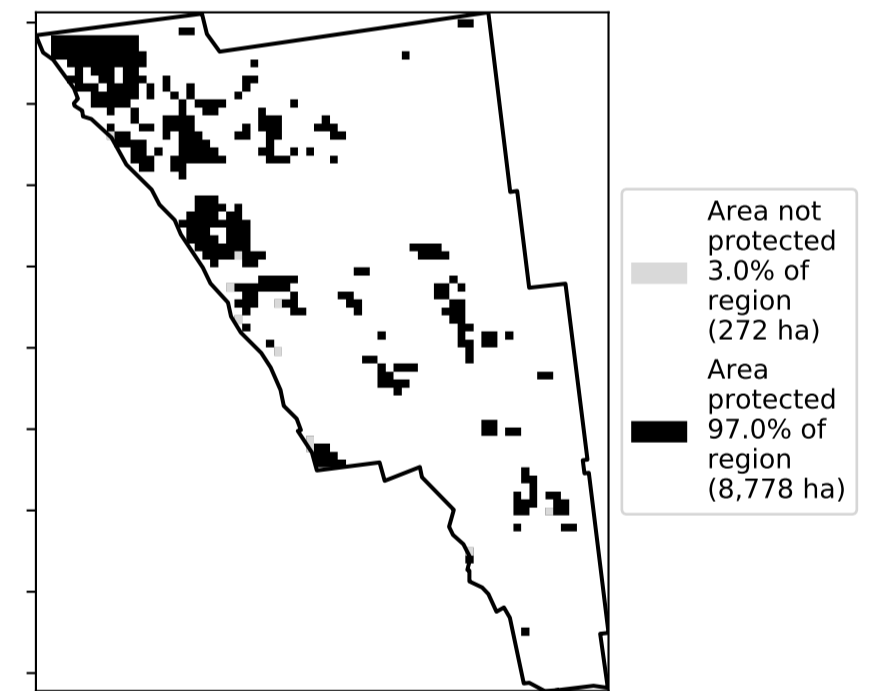 Area not
protected
3.0% of
region
(272 ha)
Area
protected
97.0% of
region
(8,778 ha)